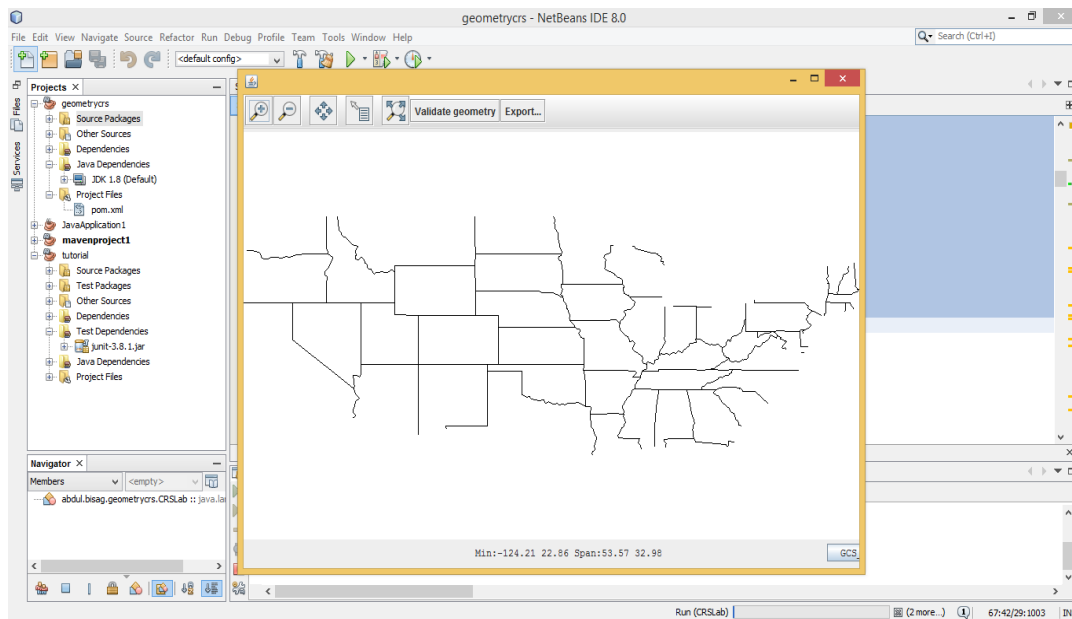 geometrycrs - NetBeans IDE 8.0
File Edit View Navigate Source Refactor Run Debug Profile Team Tools Window Help
Search (Ctrl+I)
<default config>
Projects
Files
Services
geometrycrs
Source Packages
Other Sources
Dependencies
Java Dependencies
JDK 1.8 (Default)
Project Files
pom.xml
JavaApplication1
mavenproject1
tutorial
Source Packages
Test Packages
Other Sources
Dependencies
Test Dependencies
junit-3.8.1.jar
Java Dependencies
Project Files
Validate geometry
Export...
Min:-124.21 22.86 Span:53.57 32.98
GCS_
Navigator
Members
<empty>
abdul.bisag.geometrycrs.CRSLab :: java.la
Run (CRSLab)
(2 more...)
67:42/29:1003
IN